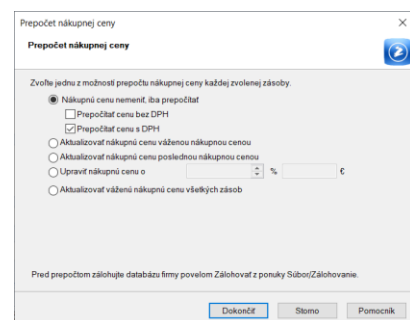 Prepočet nákupnej ceny
Prepočet nákupnej ceny
Zvoľte jednu z možností prepočtu nákupnej ceny každej zvolenej zásoby.
Nákupnú cenu nemeniť, iba prepočítať
Prepočítať cenu bez DPH
Prepočítať cenu s DPH
Aktualizovať nákupnú cenu váženou nákupnou cenou
Aktualizovať nákupnú cenu poslednou nákupnou cenou
Upraviť nákupnú cenu o % €
Aktualizovať váženú nákupnú cenu všetkých zásob
Pred prepočtom zálohujte databázu firmy povelom Zálohovať z ponuky Súbor/Zálohovanie.
Dokončiť Storno Pomocník